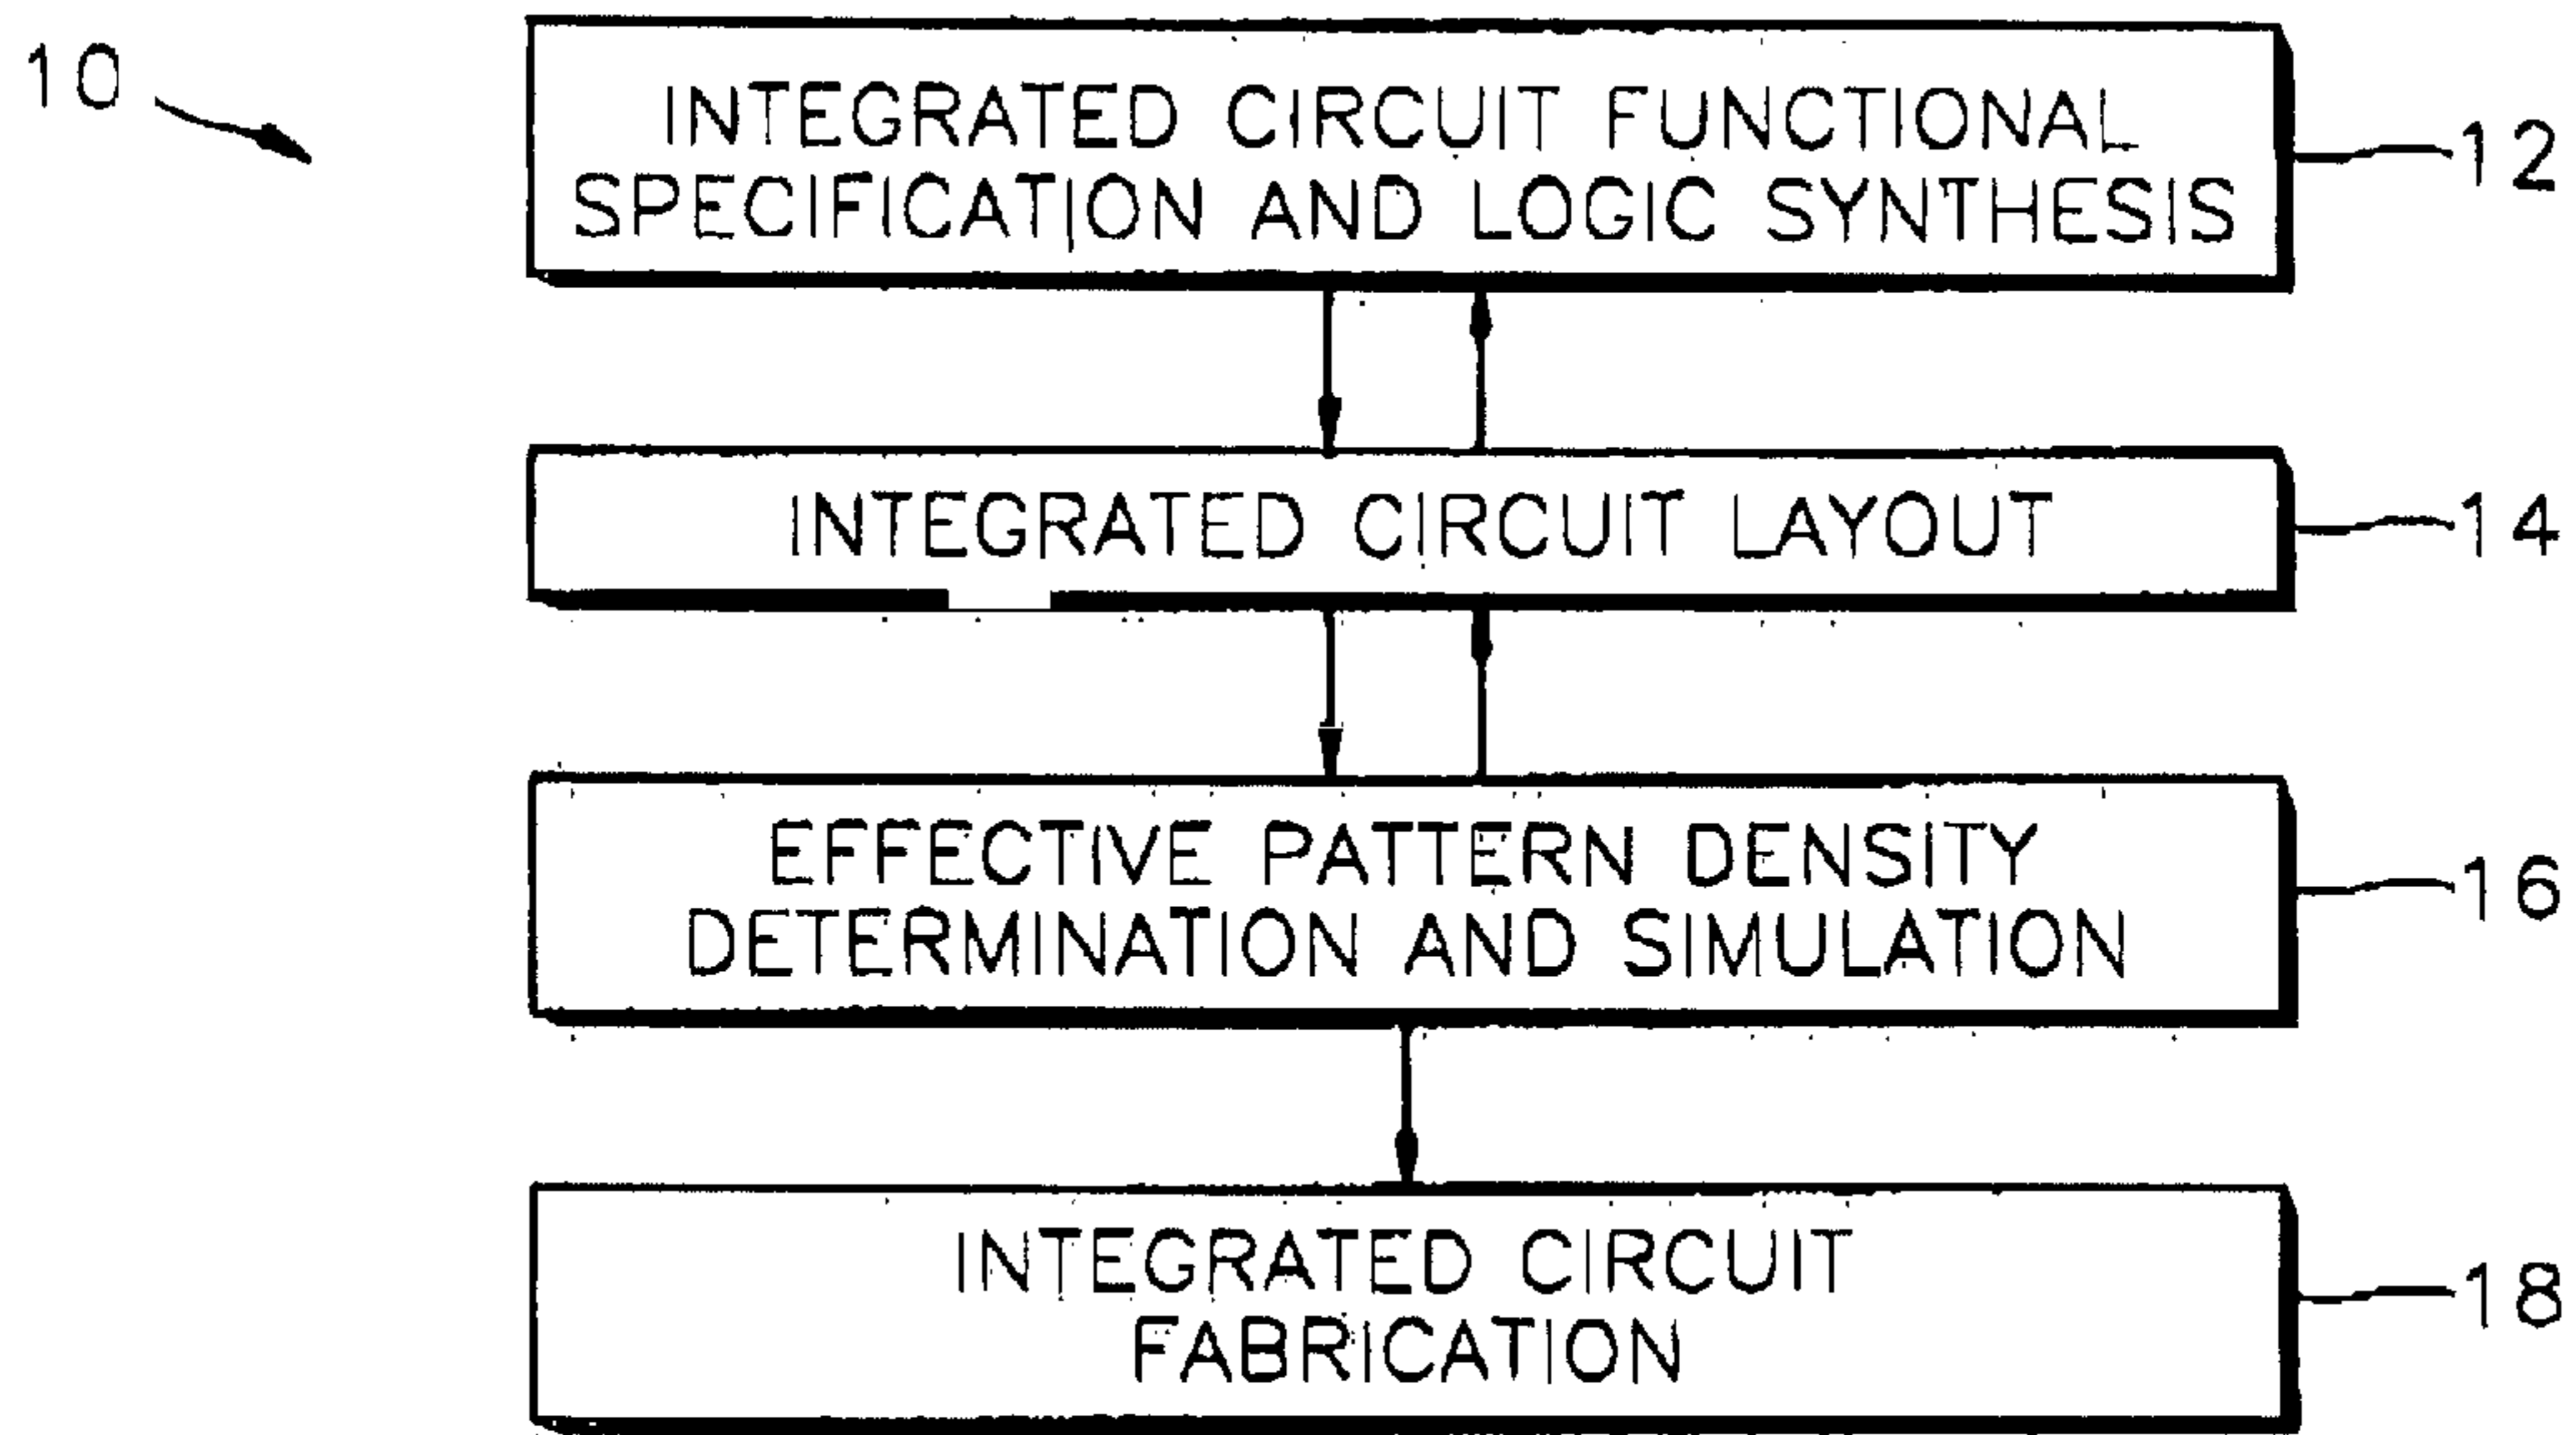 10
INTEGRATED CIRCUIT FUNCTIONAL
SPECIFICATION AND LOGIC SYNTHESIS
12
INTEGRATED CIRCUIT LAYOUT
14
EFFECTIVE PATTERN DENSITY
DETERMINATION AND SIMULATION
16
INTEGRATED CIRCUIT
FABRICATION
18